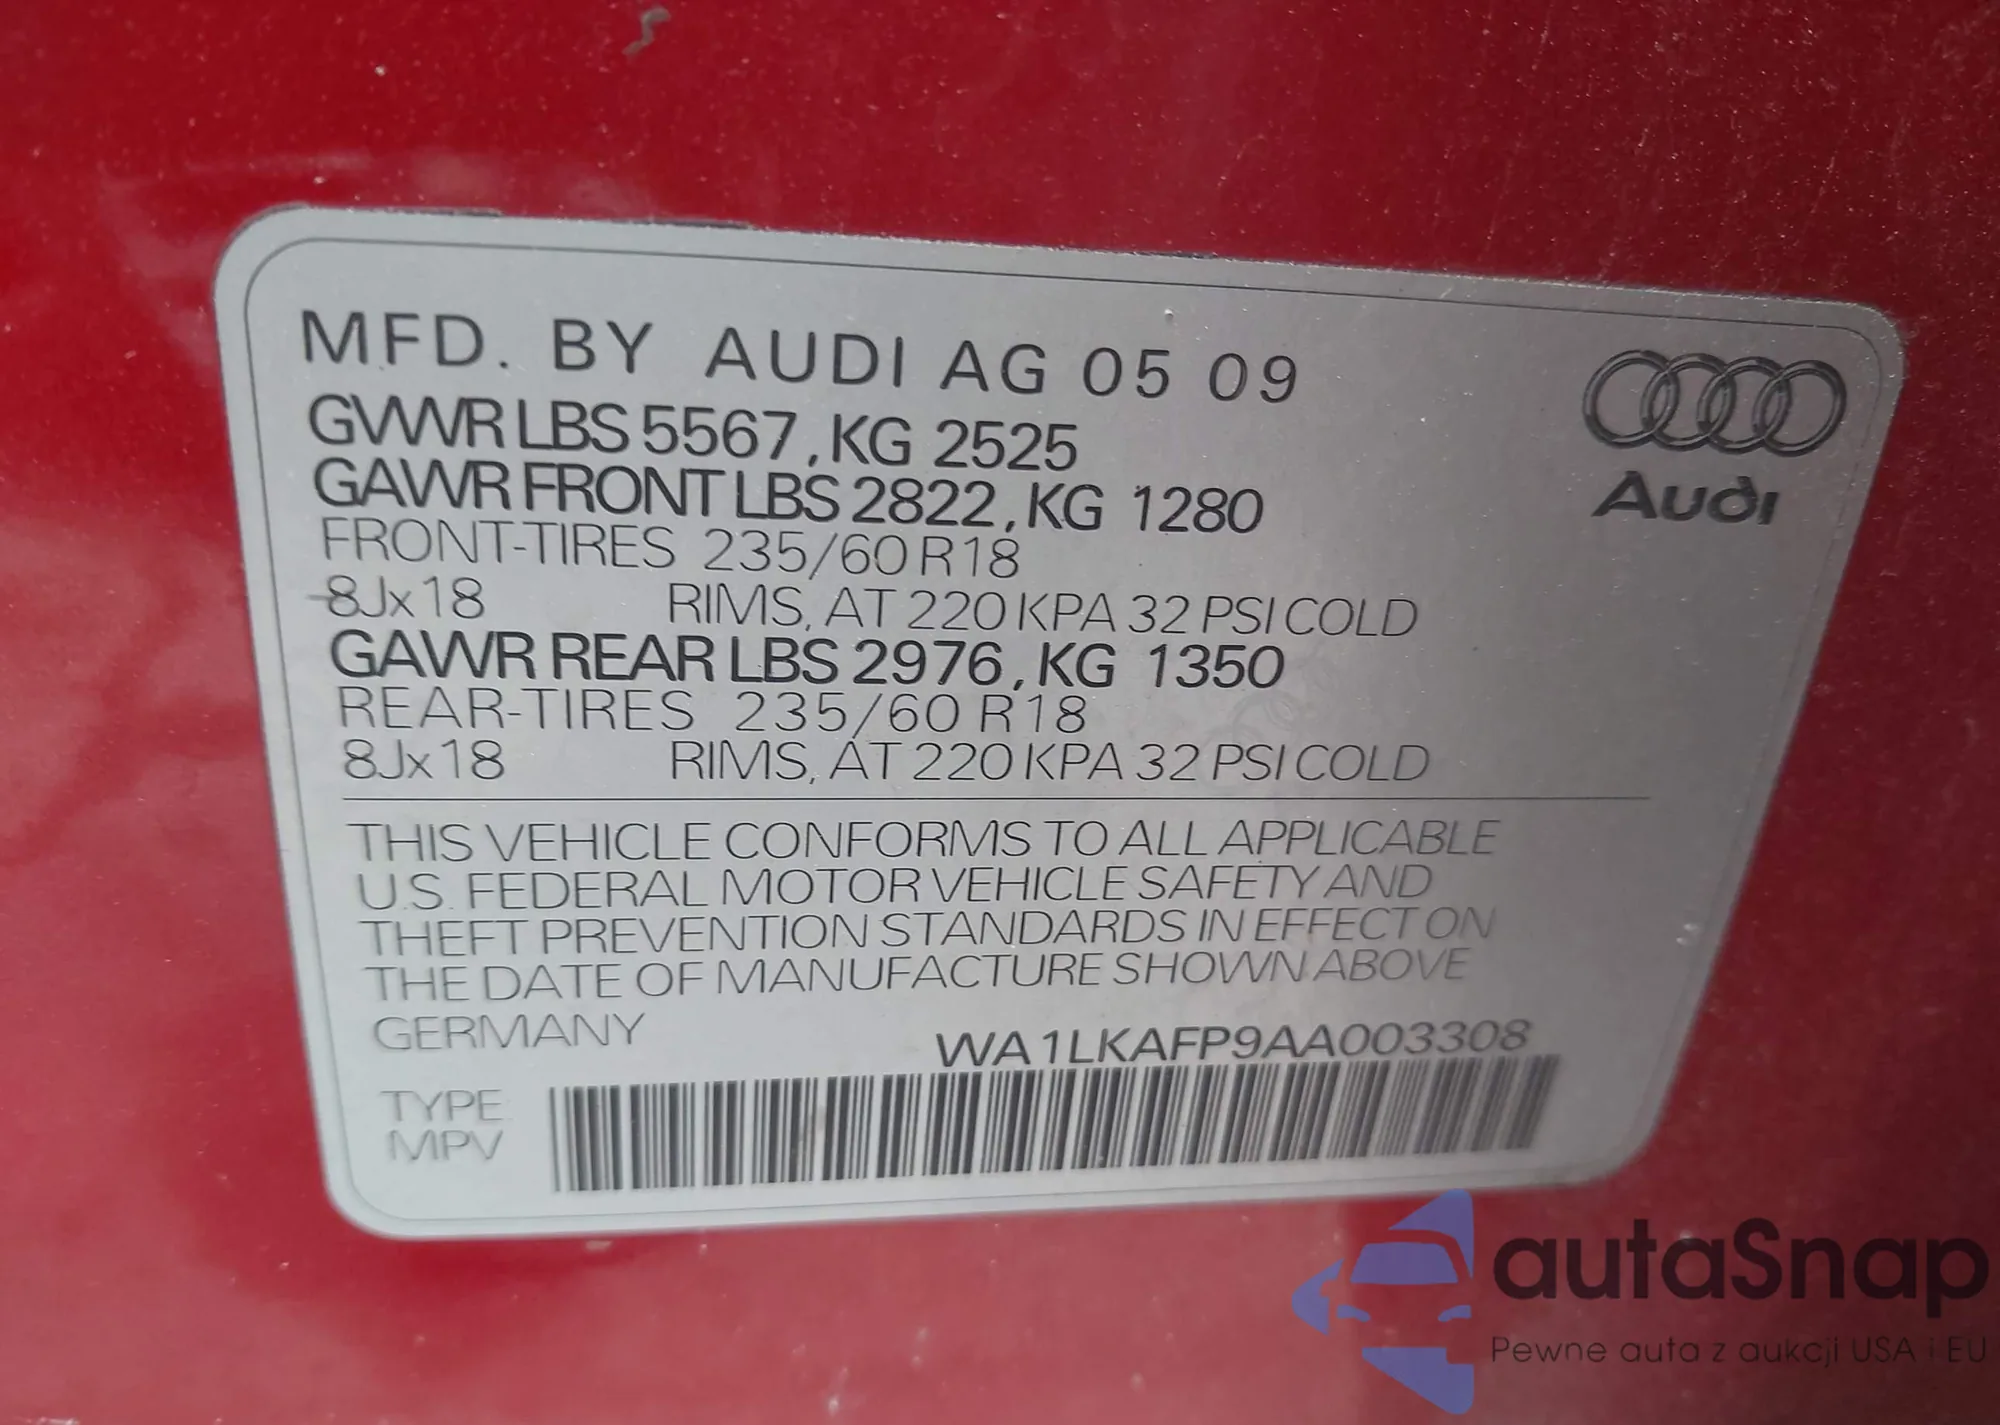 MFD. BY AUDI AG 05 09
GVWR LBS 5567, KG 2525
GAWR FRONT LBS 2822, KG 1280
FRONT-TIRES 235/60 R18
8Jx18 RIMS, AT 220 KPA 32 PSI COLD
GAWR REAR LBS 2976, KG 1350
REAR-TIRES 235/60 R18
8Jx18 RIMS, AT 220 KPA 32 PSI COLD
Audi
THIS VEHICLE CONFORMS TO ALL APPLICABLE
U.S. FEDERAL MOTOR VEHICLE SAFETY AND
THEFT PREVENTION STANDARDS IN EFFECT ON
THE DATE OF MANUFACTURE SHOWN ABOVE
GERMANY WA1LKAFP9AA003308
TYPE
MPV
autaSnap
Pewne auta z aukcji USA i EU